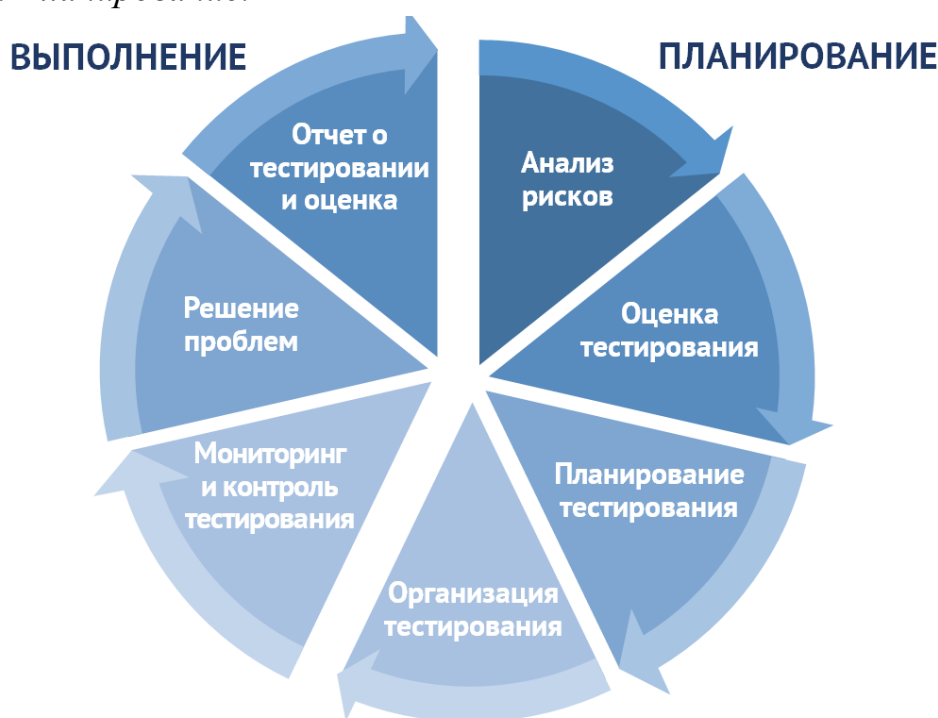 ВЫПОЛНЕНИЕ
ПЛАНИРОВАНИЕ
Анализ
рисков
Оценка
тестирования
Планирование
тестирования
Организация
тестирования
Мониторинг
и контроль
тестирования
Решение
проблем
Отчет о
тестировании
и оценка